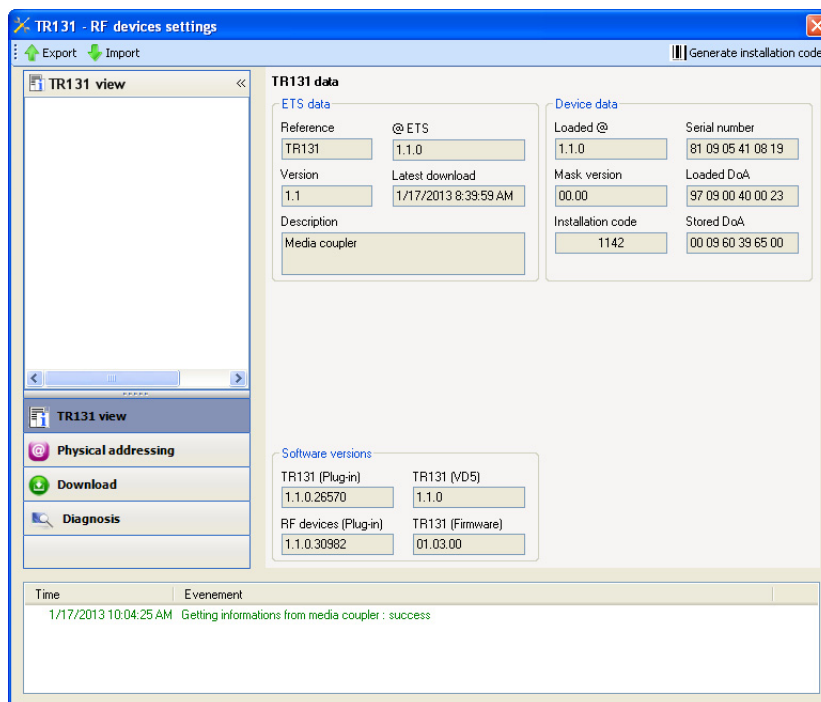 TR131 - RF devices settings
Export Import Generate installation code
TR131 view
TR131 data
ETS data
Reference @ ETS
TR131 1.1.0
Version Latest download
1.1 1/17/2013 8:39:59 AM
Description
Media coupler
Device data
Loaded @ Serial number
1.1.0 81 09 05 41 08 19
Mask version Loaded DoA
00.00 97 09 00 40 00 23
Installation code Stored DoA
1142 00 09 60 39 65 00
TR131 view
Physical addressing
Download
Diagnosis
Software versions
TR131 (Plug-in) TR131 (VD5)
1.1.0.26570 1.1.0
RF devices (Plug-in) TR131 (Firmware)
1.1.0.30982 01.03.00
Time Evenement
1/17/2013 10:04:25 AM Getting informations from media coupler : success